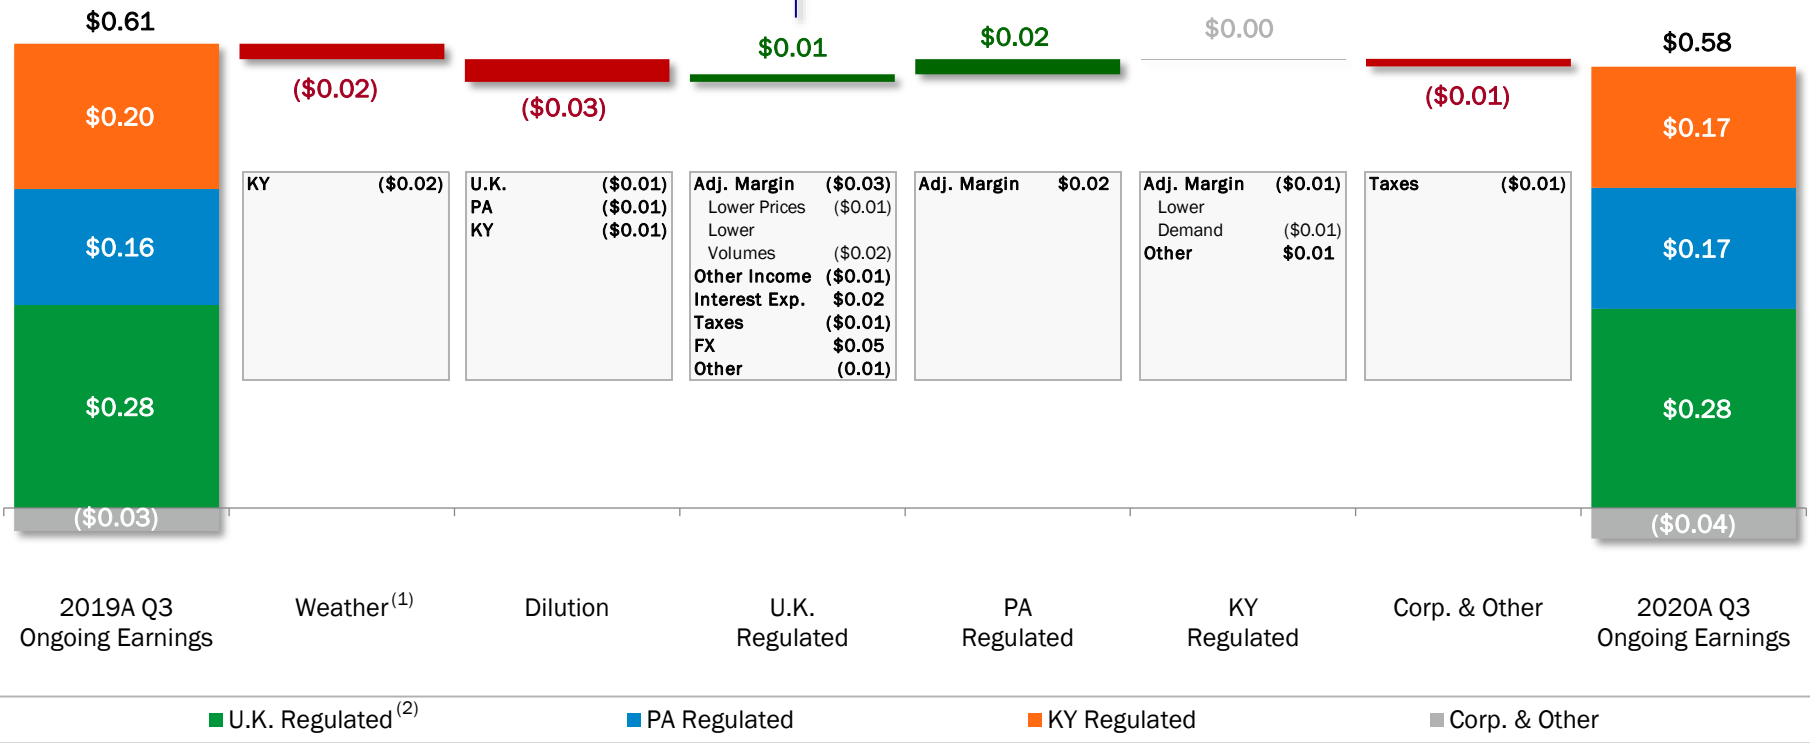 $0.61
$0.20
$0.16
$0.28
($0.03)
($0.02)
($0.03)
$0.01
$0.02
$0.00
($0.01)
$0.58
$0.17
$0.17
$0.28
($0.04)
KY ($0.02)
U.K. ($0.01)
PA ($0.01)
KY ($0.01)
Adj. Margin ($0.03)
Lower Prices ($0.01)
Lower
Volumes ($0.02)
Other Income ($0.01)
Interest Exp. $0.02
Taxes ($0.01)
FX $0.05
Other (0.01)
Adj. Margin $0.02
Adj. Margin ($0.01)
Lower
Demand ($0.01)
Other $0.01
Taxes ($0.01)
2019A Q3
Ongoing Earnings
Weather(1)
Dilution
U.K.
Regulated
PA
Regulated
KY
Regulated
Corp. & Other
2020A Q3
Ongoing Earnings
U.K. Regulated(2)
PA Regulated
KY Regulated
Corp. & Other